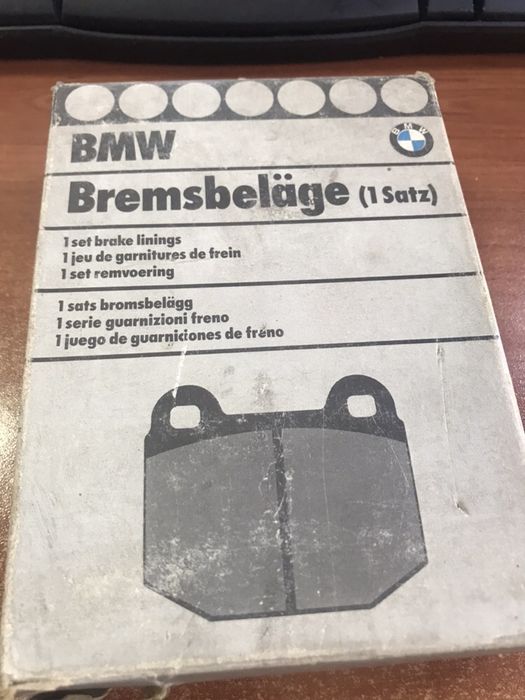 BMW
BMW
Bremsbeläge (1 Satz)
1 set brake linings
1 jeu de garnitures de frein
1 set remvoering
1 sats bromsbelägg
1 serie guarnizioni freno
1 juego de guarniciones de freno